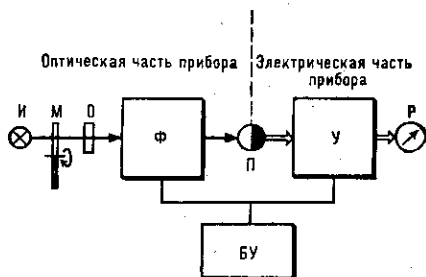 Оптическая часть прибора
Электрическая часть
прибора
И
М
О
Ф
П
У
Р
БУ